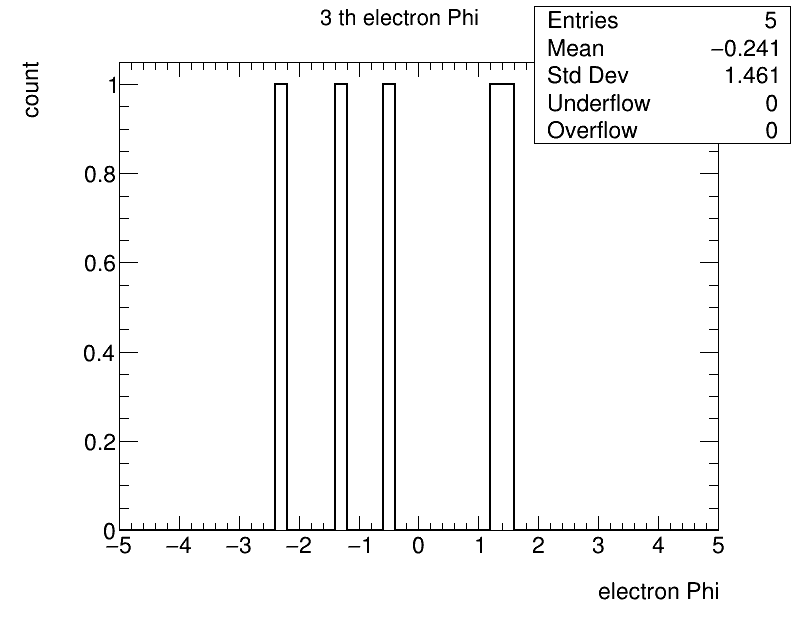 3 th electron Phi
Entries 5
Mean −0.241
Std Dev 1.461
Underflow 0
Overflow 0
count
1
0.8
0.6
0.4
0.2
0
−5 −4 −3 −2 −1 0 1 2 3 4 5
electron Phi